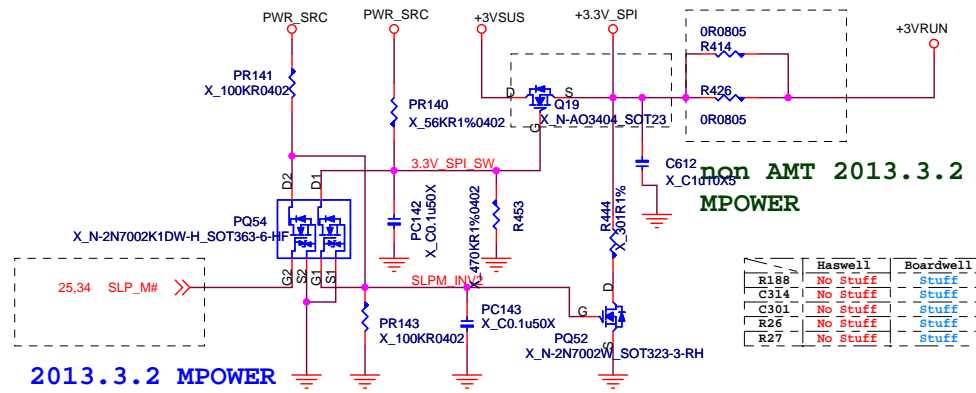 PWR_SRC
PWR_SRC
+3VSUS
+3.3V_SPI
+3VRUN
0R0805
R414
R426
0R0805
PR141
X_100KR0402
PR140
X_56KR1%0402
D
S
G
Q19
X_N-AO3404_SOT23
3.3V_SPI_SW
C612
X_C1u10X5
non AMT 2013.3.2
MPOWER
D2
D1
PQ54
X_N-2N7002K1DW-H_SOT363-6-HF
G2
S2
G1
S1
PC142
X_C0.1u50X
X_470KR1%0402
R453
R444
X_301R1%
25,34 SLP_M#
SLPM_INV2
PR143
X_100KR0402
PC143
X_C0.1u50X
D
G
S
PQ52
X_N-2N7002W_SOT323-3-RH
2013.3.2 MPOWER
Haswell Boardwell
R188 No Stuff Stuff
C314 No Stuff Stuff
C301 No Stuff Stuff
R26 No Stuff Stuff
R27 No Stuff Stuff